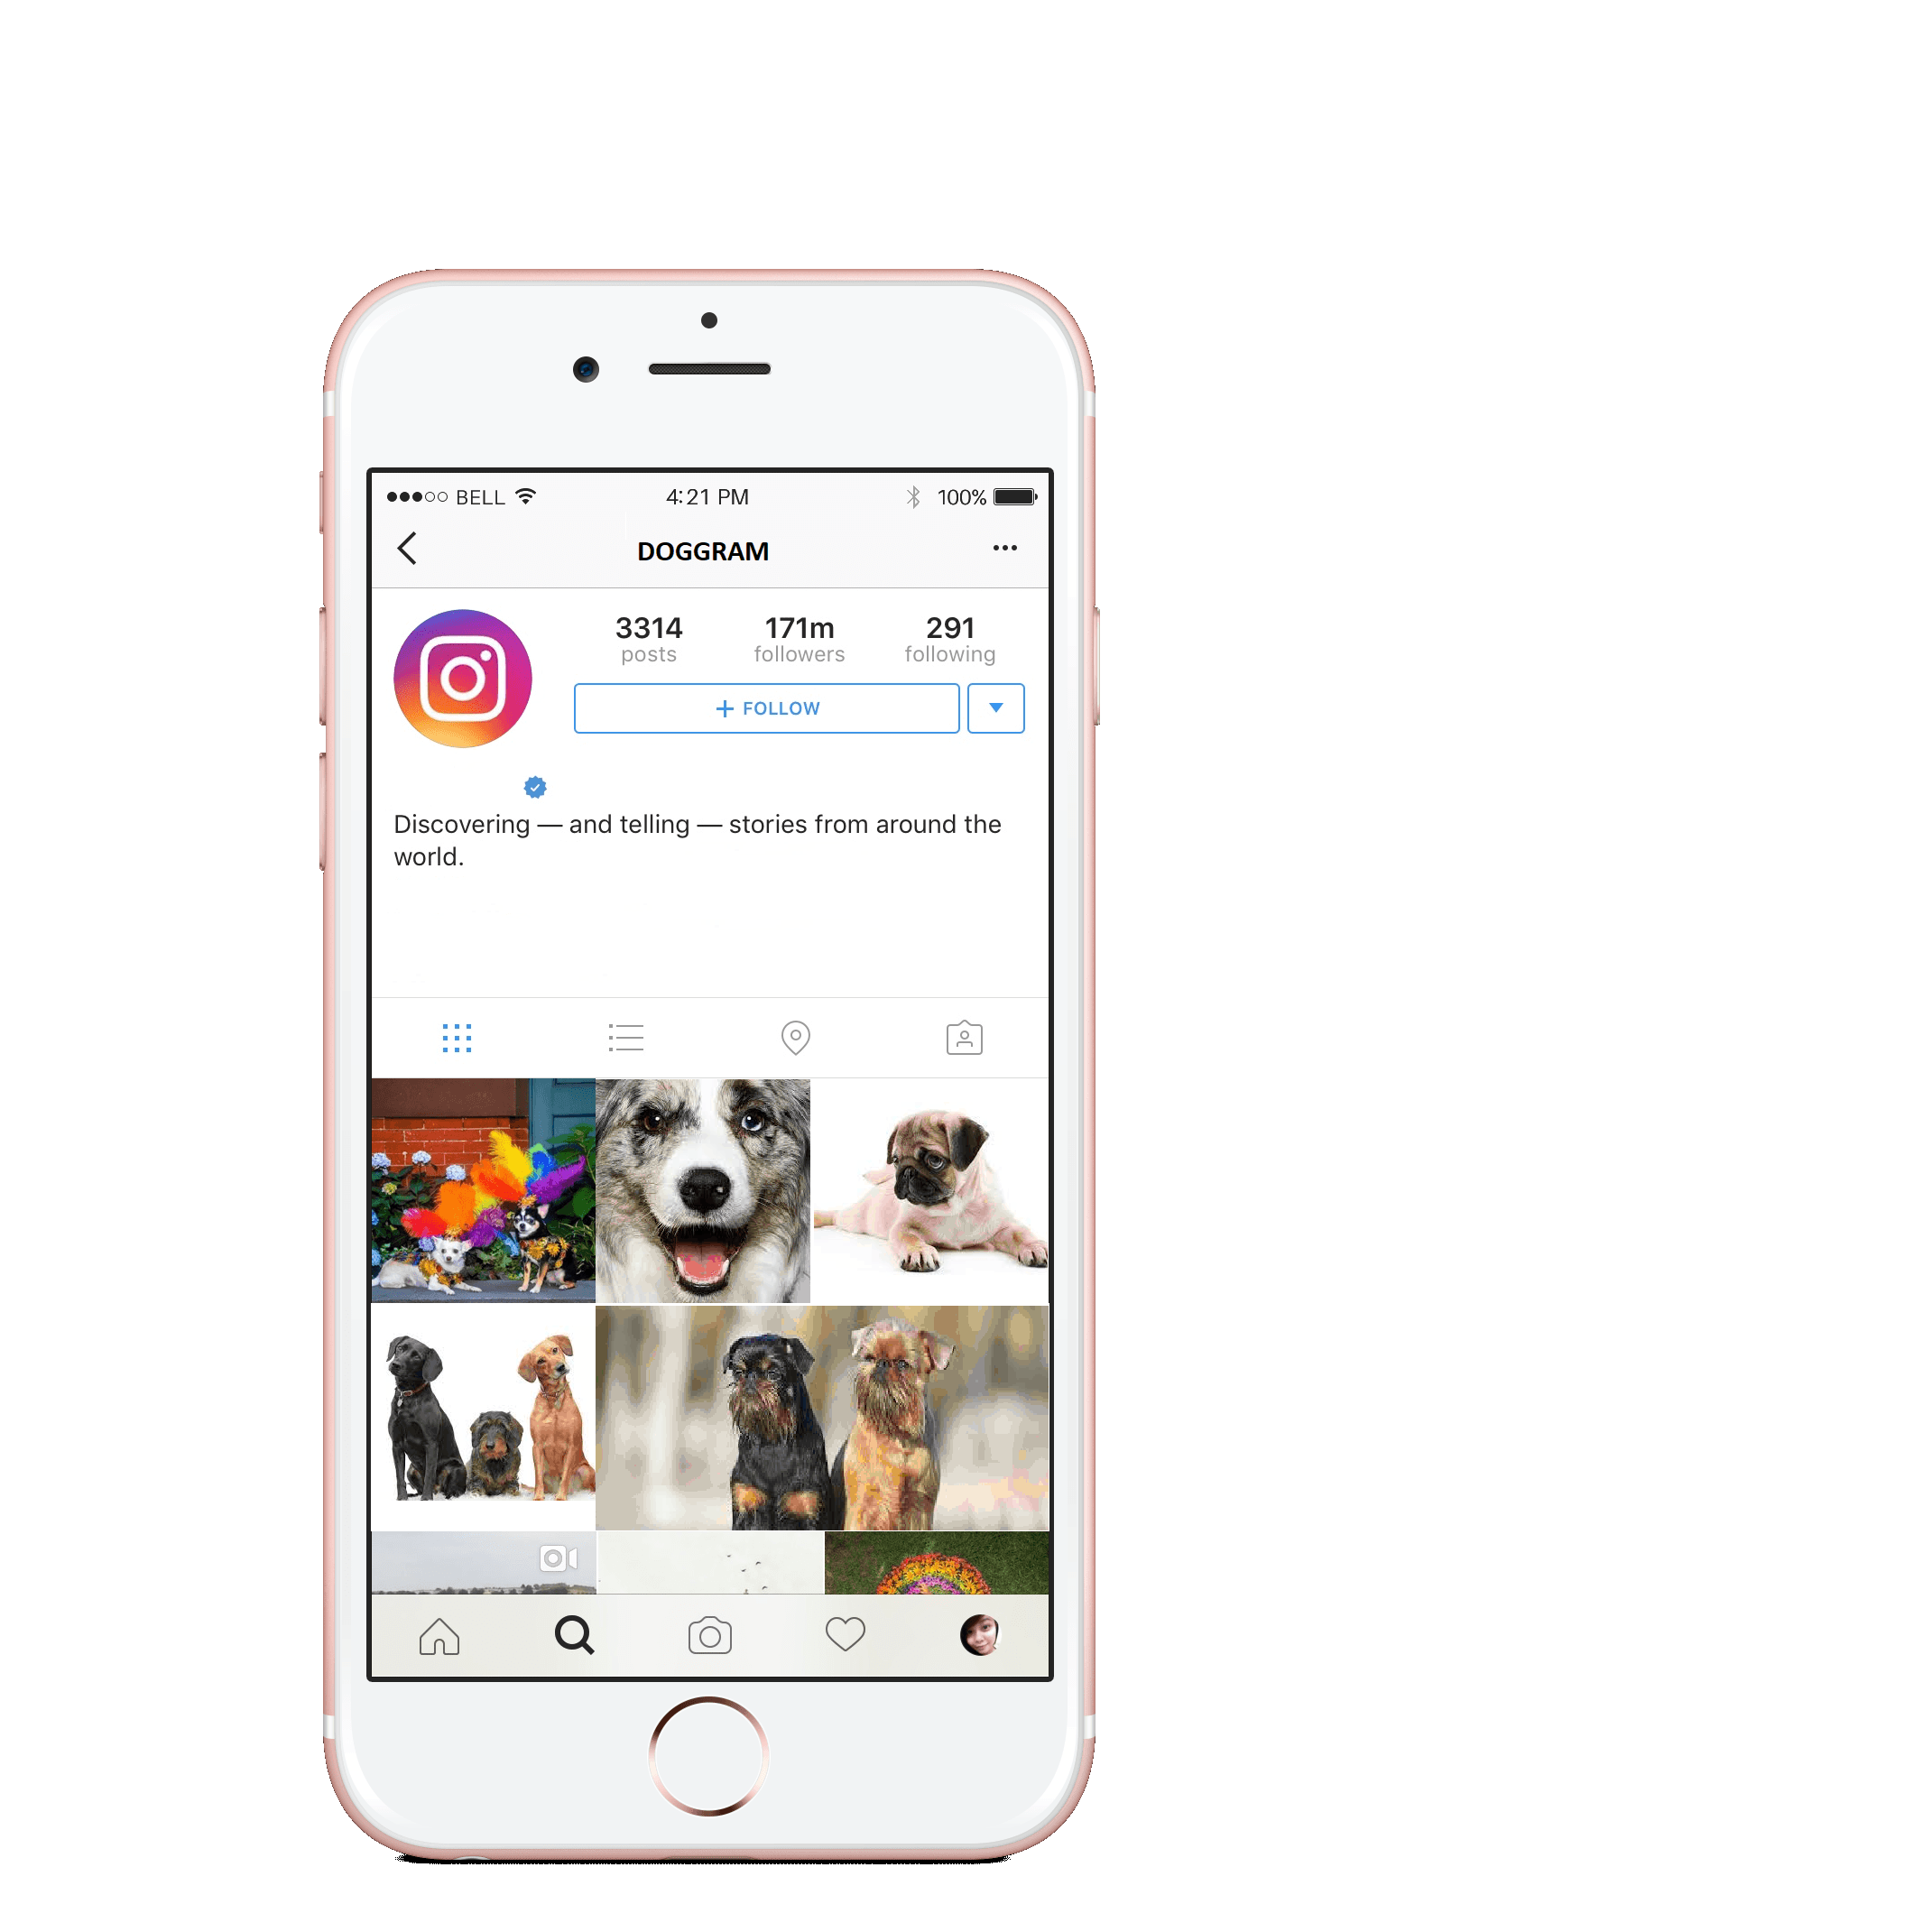 BELL 4:21 PM 100%
DOGGRAM
3314 171m 291
posts followers following
+ FOLLOW
Discovering — and telling — stories from around the
world.